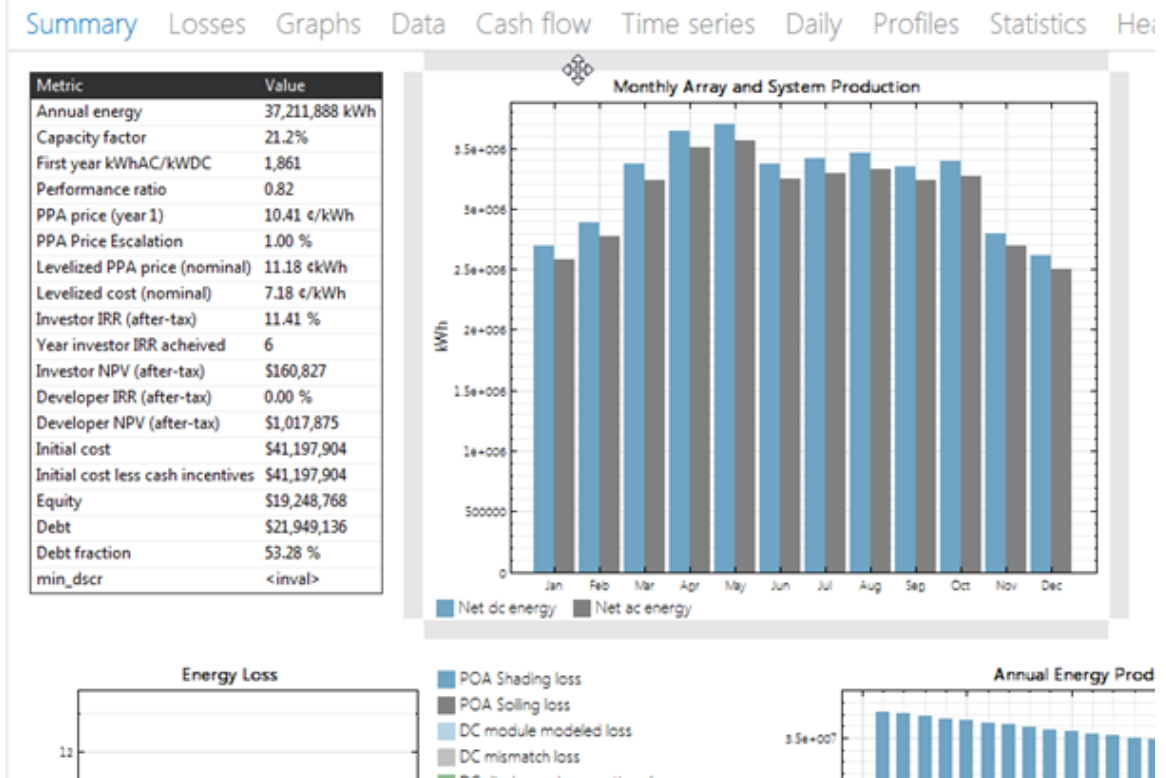 Summary Losses Graphs Data Cash flow Time series Daily Profiles Statistics Hea
Metric Value
Annual energy 37,211,888 kWh
Capacity factor 21.2%
First year kWhAC/kWDC 1,861
Performance ratio 0.82
PPA price (year 1) 10.41 ¢/kWh
PPA Price Escalation 1.00 %
Levelized PPA price (nominal) 11.18 ¢kWh
Levelized cost (nominal) 7.18 ¢/kWh
Investor IRR (after-tax) 11.41 %
Year investor IRR acheived 6
Investor NPV (after-tax) $160,827
Developer IRR (after-tax) 0.00 %
Developer NPV (after-tax) $1,017,875
Initial cost $41,197,904
Initial cost less cash incentives $41,197,904
Equity $19,248,768
Debt $21,949,136
Debt fraction 53.28 %
min_dscr <inval>
Monthly Array and System Production
kWh
3.5e+006
3e+006
2.5e+006
2e+006
1.5e+006
1e+006
500000
0
Jan Feb Mar Apr May Jun Jul Aug Sep Oct Nov Dec
Net dc energy Net ac energy
Energy Loss
12
POA Shading loss
POA Soiling loss
DC module modeled loss
DC mismatch loss
Annual Energy Prod
3.5e+007